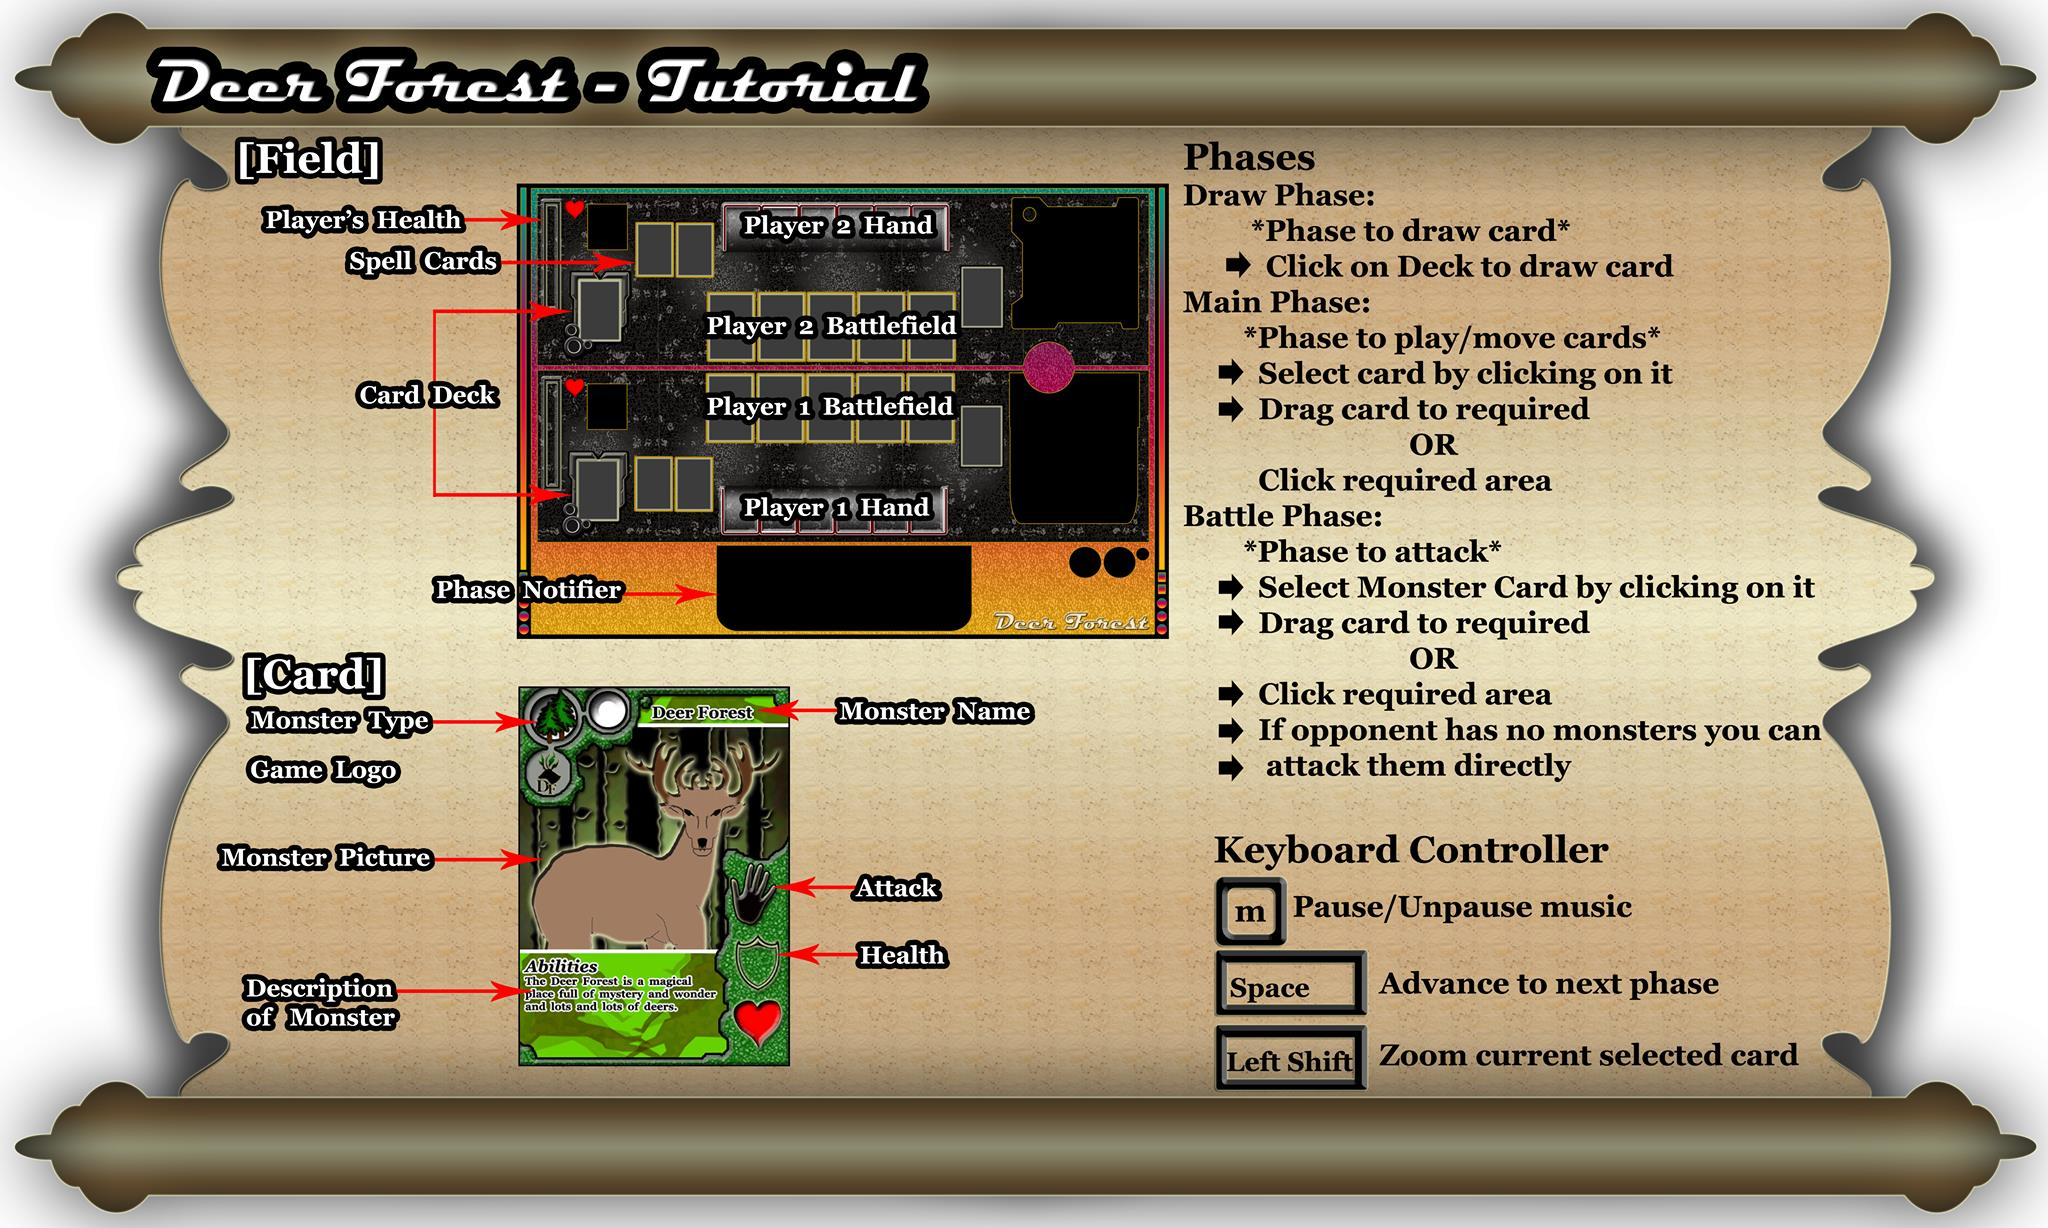 Deer Forest - Tutorial
[Field]
Player's Health
Spell Cards
Card Deck
Phase Notifier
Player 2 Hand
Player 2 Battlefield
Player 1 Battlefield
Player 1 Hand
Deer Forest
[Card]
Monster Type
Game Logo
Monster Picture
Description
of Monster
Deer Forest
DF
Abilities
The Deer Forest is a magical
place full of mystery and wonder
and lots and lots of deers.
Monster Name
Attack
Health
Phases
Draw Phase:
*Phase to draw card*
Click on Deck to draw card
Main Phase:
*Phase to play/move cards*
Select card by clicking on it
Drag card to required
OR
Click required area
Battle Phase:
*Phase to attack*
Select Monster Card by clicking on it
Drag card to required
OR
Click required area
If opponent has no monsters you can
attack them directly
Keyboard Controller
m Pause/Unpause music
Space Advance to next phase
Left Shift Zoom current selected card